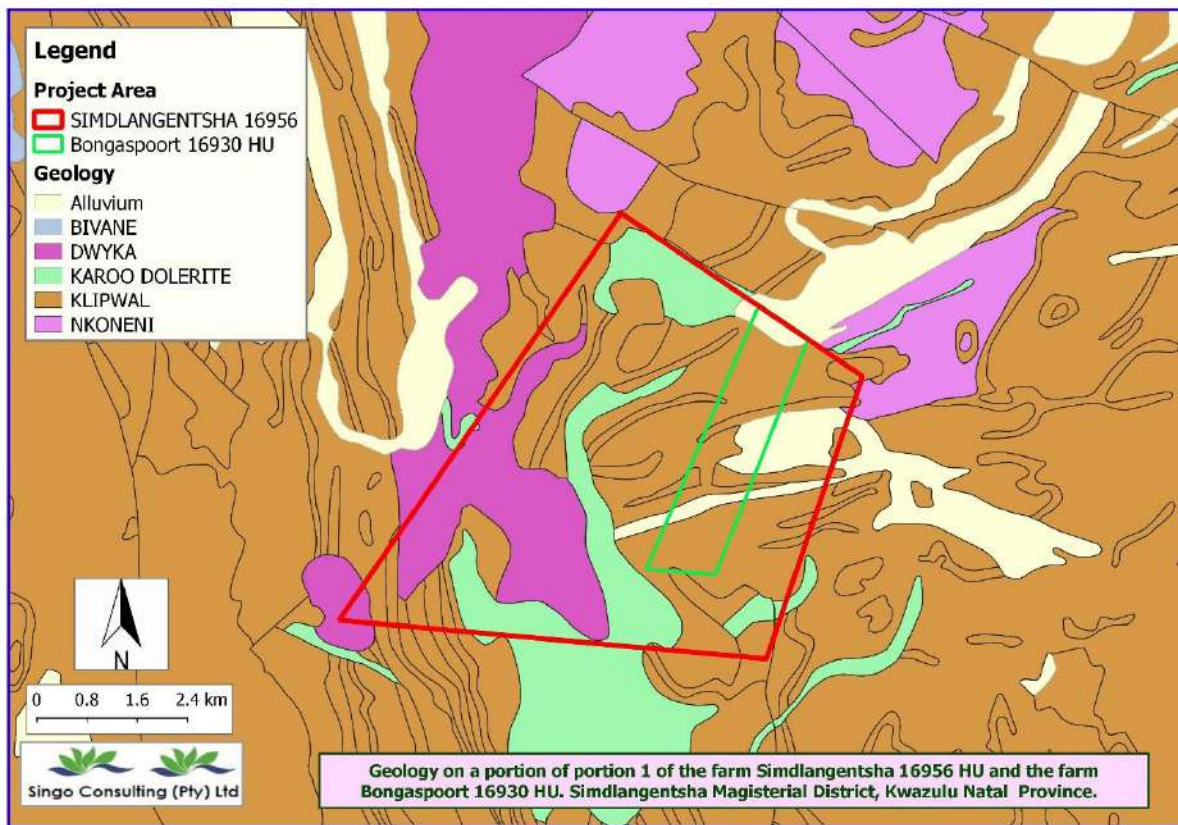 Legend
Project Area
SIMDLANGENTSHA 16956
Bongaspoort 16930 HU
Geology
Alluvium
BIVANE
DWYKA
KAROO DOLERITE
KLIPWAL
NKONENI
N
0 0.8 1.6 2.4 km
Singo Consulting (Pty) Ltd
Geology on a portion of portion 1 of the farm Simdlangentsha 16956 HU and the farm
Bongaspoort 16930 HU. Simdlangentsha Magisterial District, Kwazulu Natal Province.